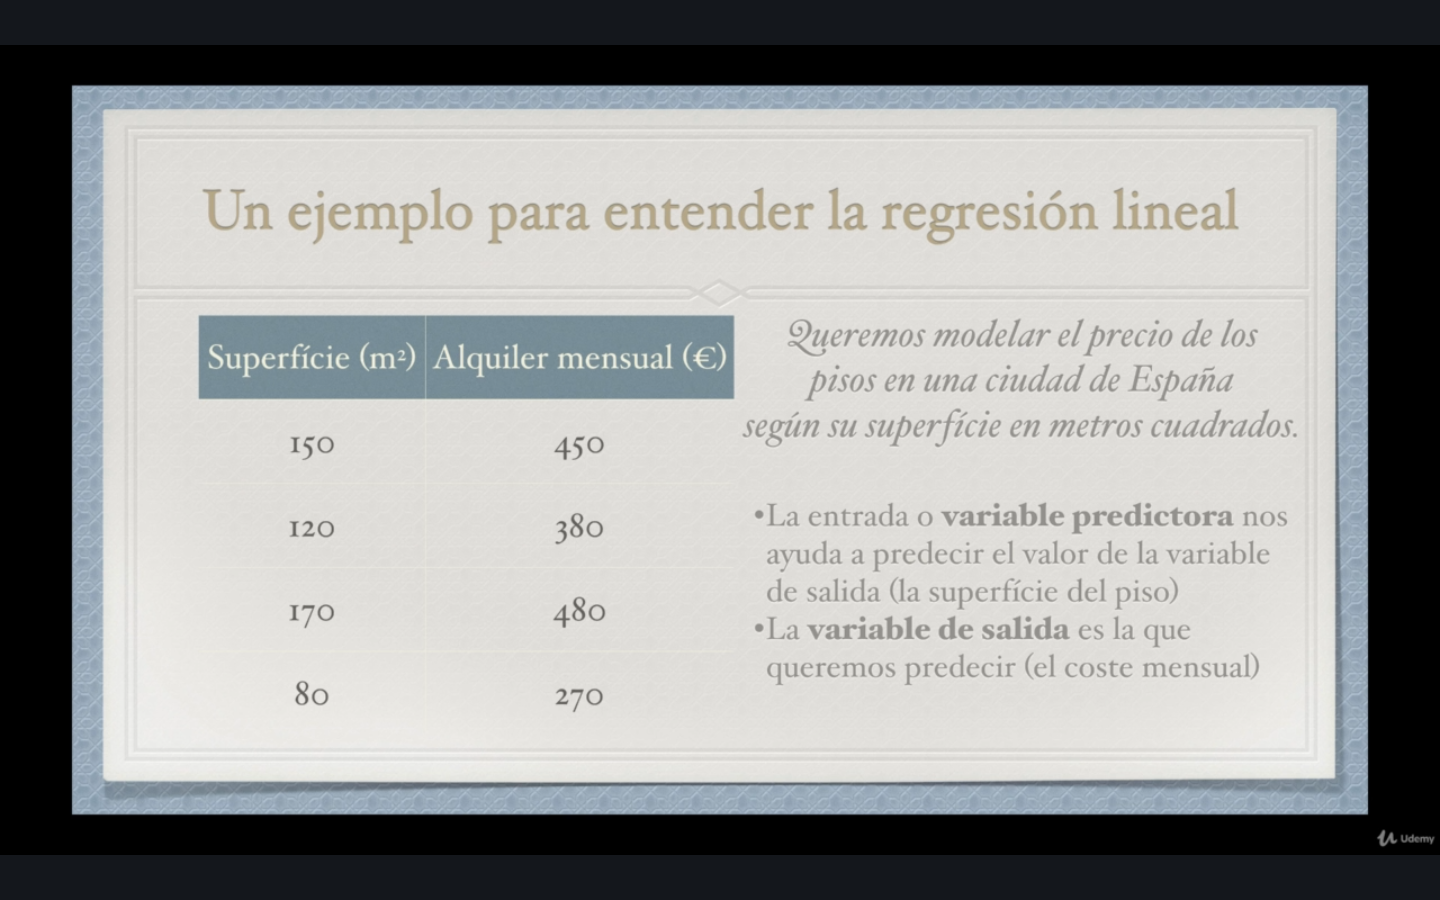 Un ejemplo para entender la regresión lineal
Superfície (m²) Alquiler mensual (€)
150 450
120 380
170 480
80 270
Queremos modelar el precio de los
pisos en una ciudad de España
según su superfície en metros cuadrados.
•La entrada o variable predictora nos
ayuda a predecir el valor de la variable
de salida (la superfície del piso)
•La variable de salida es la que
queremos predecir (el coste mensual)
Udemy